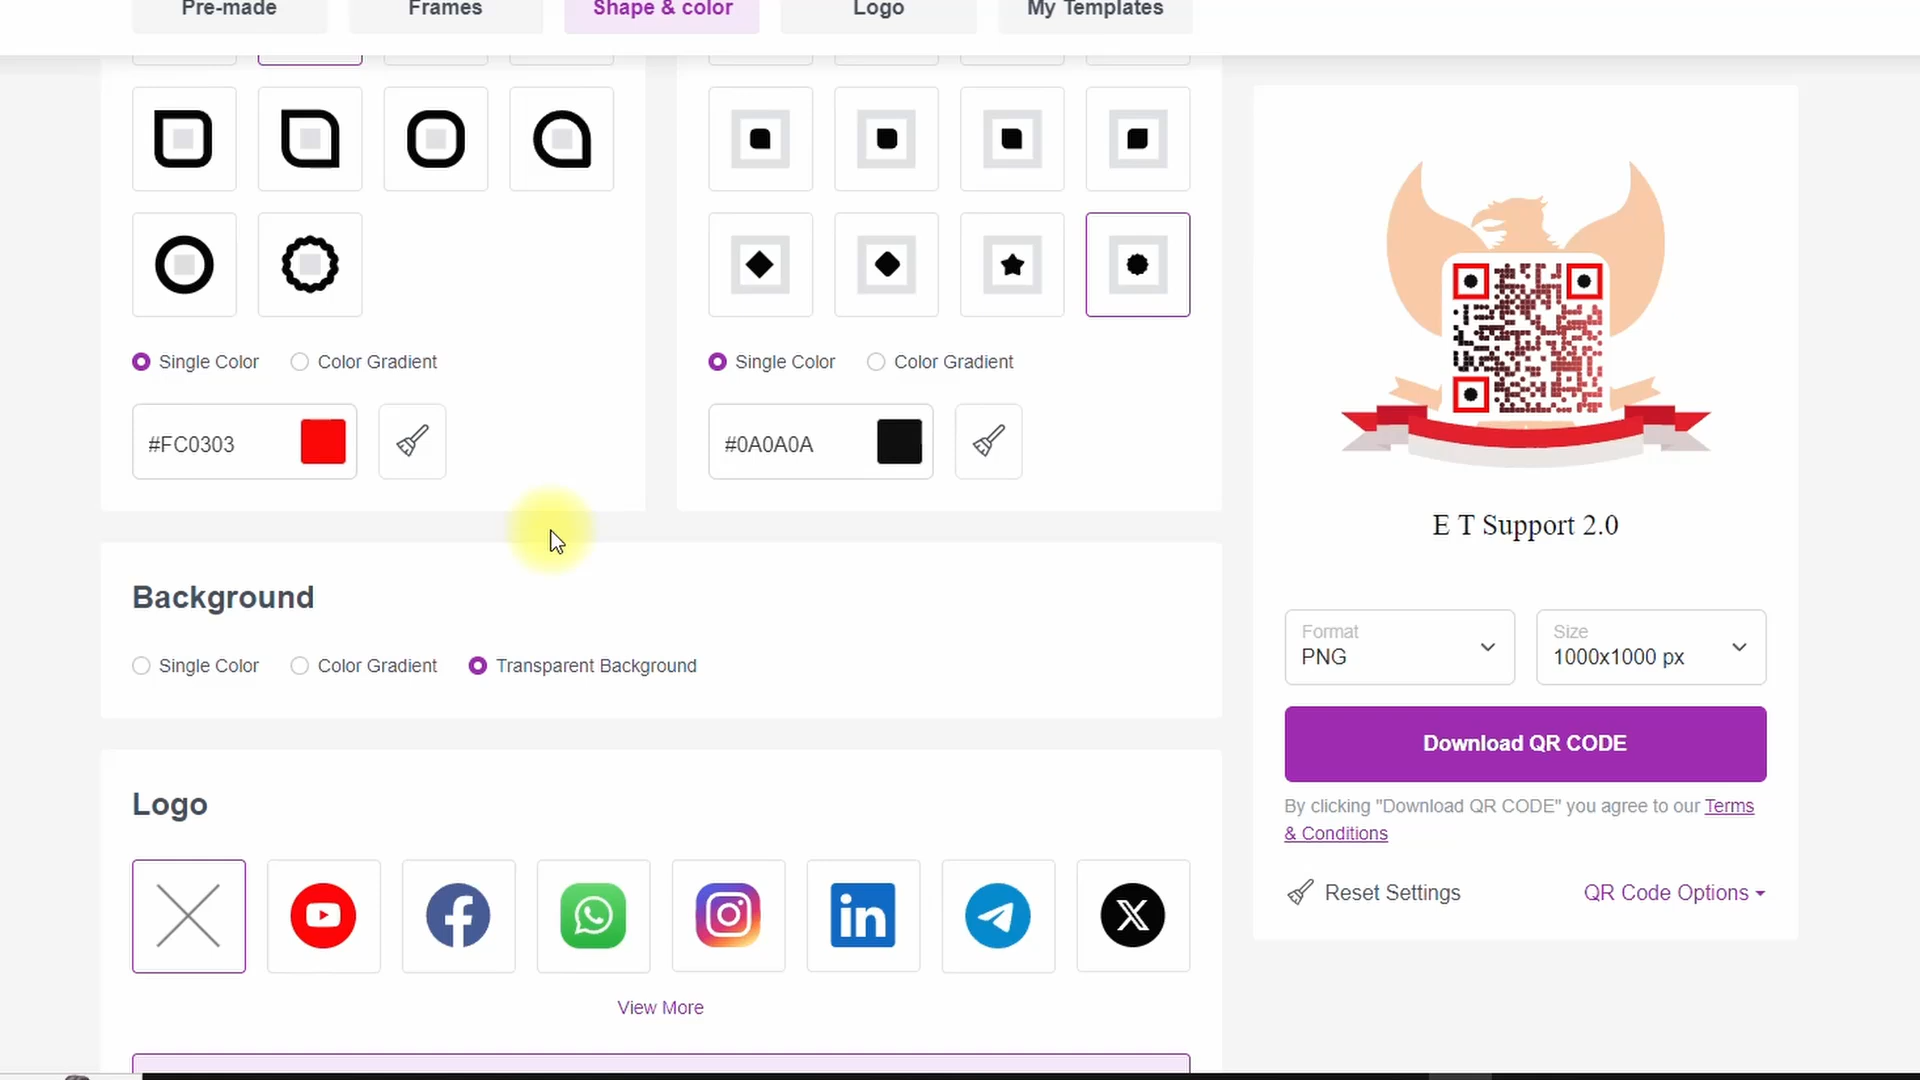 Pre-made
Frames
Shape & color
Logo
My Templates
Single Color
Color Gradient
Single Color
Color Gradient
#FC0303
#0A0A0A
Background
Single Color
Color Gradient
Transparent Background
Logo
View More
E T Support 2.0
Format
PNG
Size
1000x1000 px
Download QR CODE
By clicking "Download QR CODE" you agree to our Terms
& Conditions
Reset Settings
QR Code Options